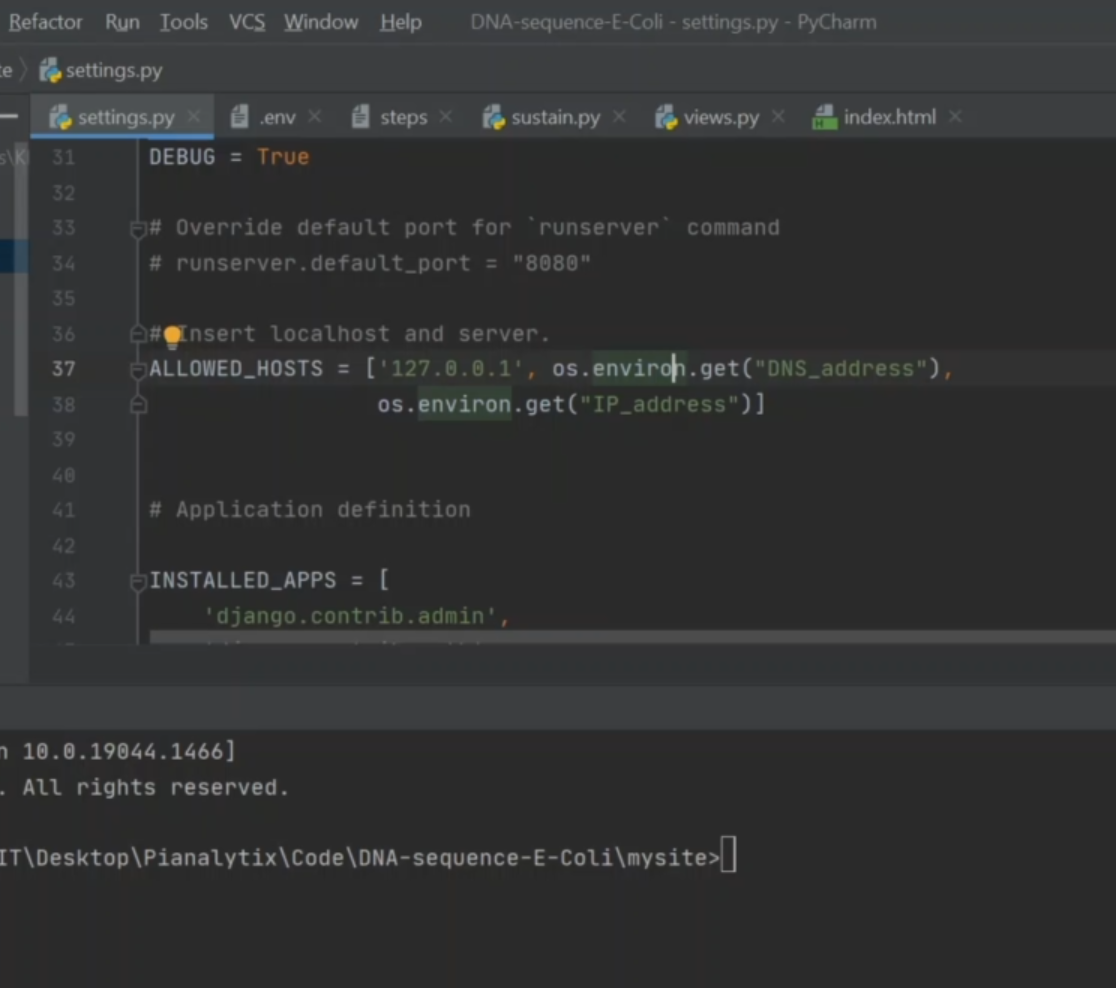 Refactor Run Tools VCS Window Help DNA-sequence-E-Coli - settings.py - PyCharm
settings.py
settings.py .env steps sustain.py views.py index.html
31 DEBUG = True
32
33 # Override default port for `runserver` command
34 # runserver.default_port = "8080"
35
36 # Insert localhost and server.
37 ALLOWED_HOSTS = ['127.0.0.1', os.environ.get("DNS_address"),
38 os.environ.get("IP_address")]
39
40
41 # Application definition
42
43 INSTALLED_APPS = [
44 'django.contrib.admin',
n 10.0.19044.1466]
. All rights reserved.
IT\Desktop\Pianalytix\Code\DNA-sequence-E-Coli\mysite>